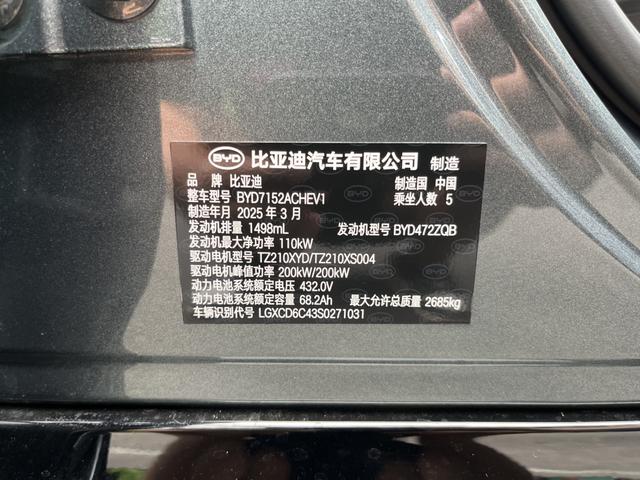 BYD 比亚迪汽车有限公司 制造
品 牌 比亚迪 制造国 中国
整车型号 BYD7152ACHEV1 乘坐人数 5
制造年月 2025 年 3 月
发动机排量 1498mL 发动机型号 BYD472ZQB
发动机最大净功率 110kW
驱动电机型号 TZ210XYD/TZ210XS004
驱动电机峰值功率 200kW/200kW
动力电池系统额定电压 432.0V
动力电池系统额定容量 68.2Ah 最大允许总质量 2685kg
车辆识别代号 LGXCD6C43S0271031